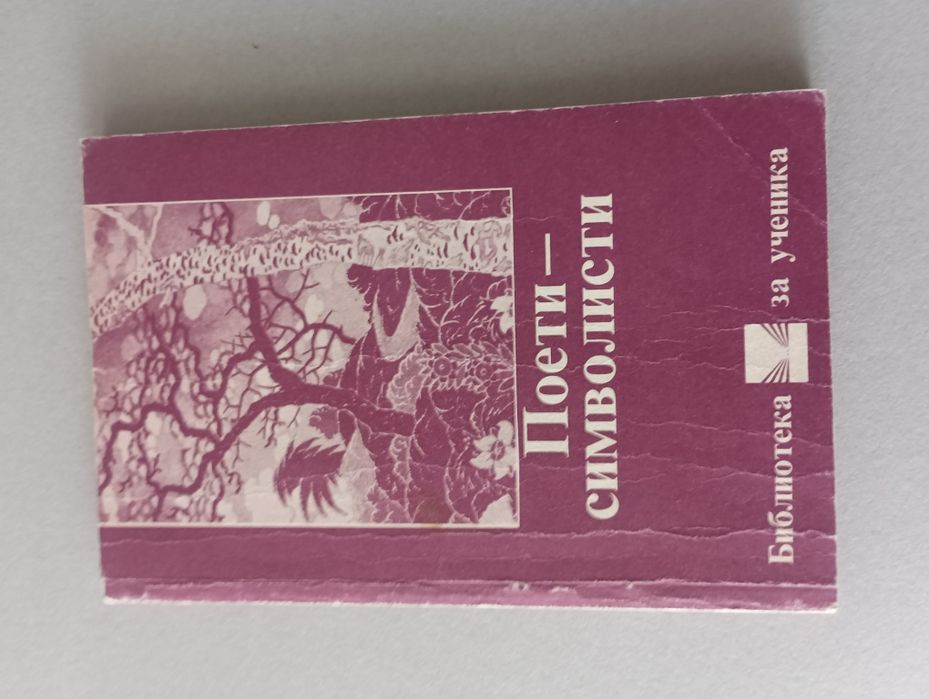 Поети –
символисти
Библиотека за ученика